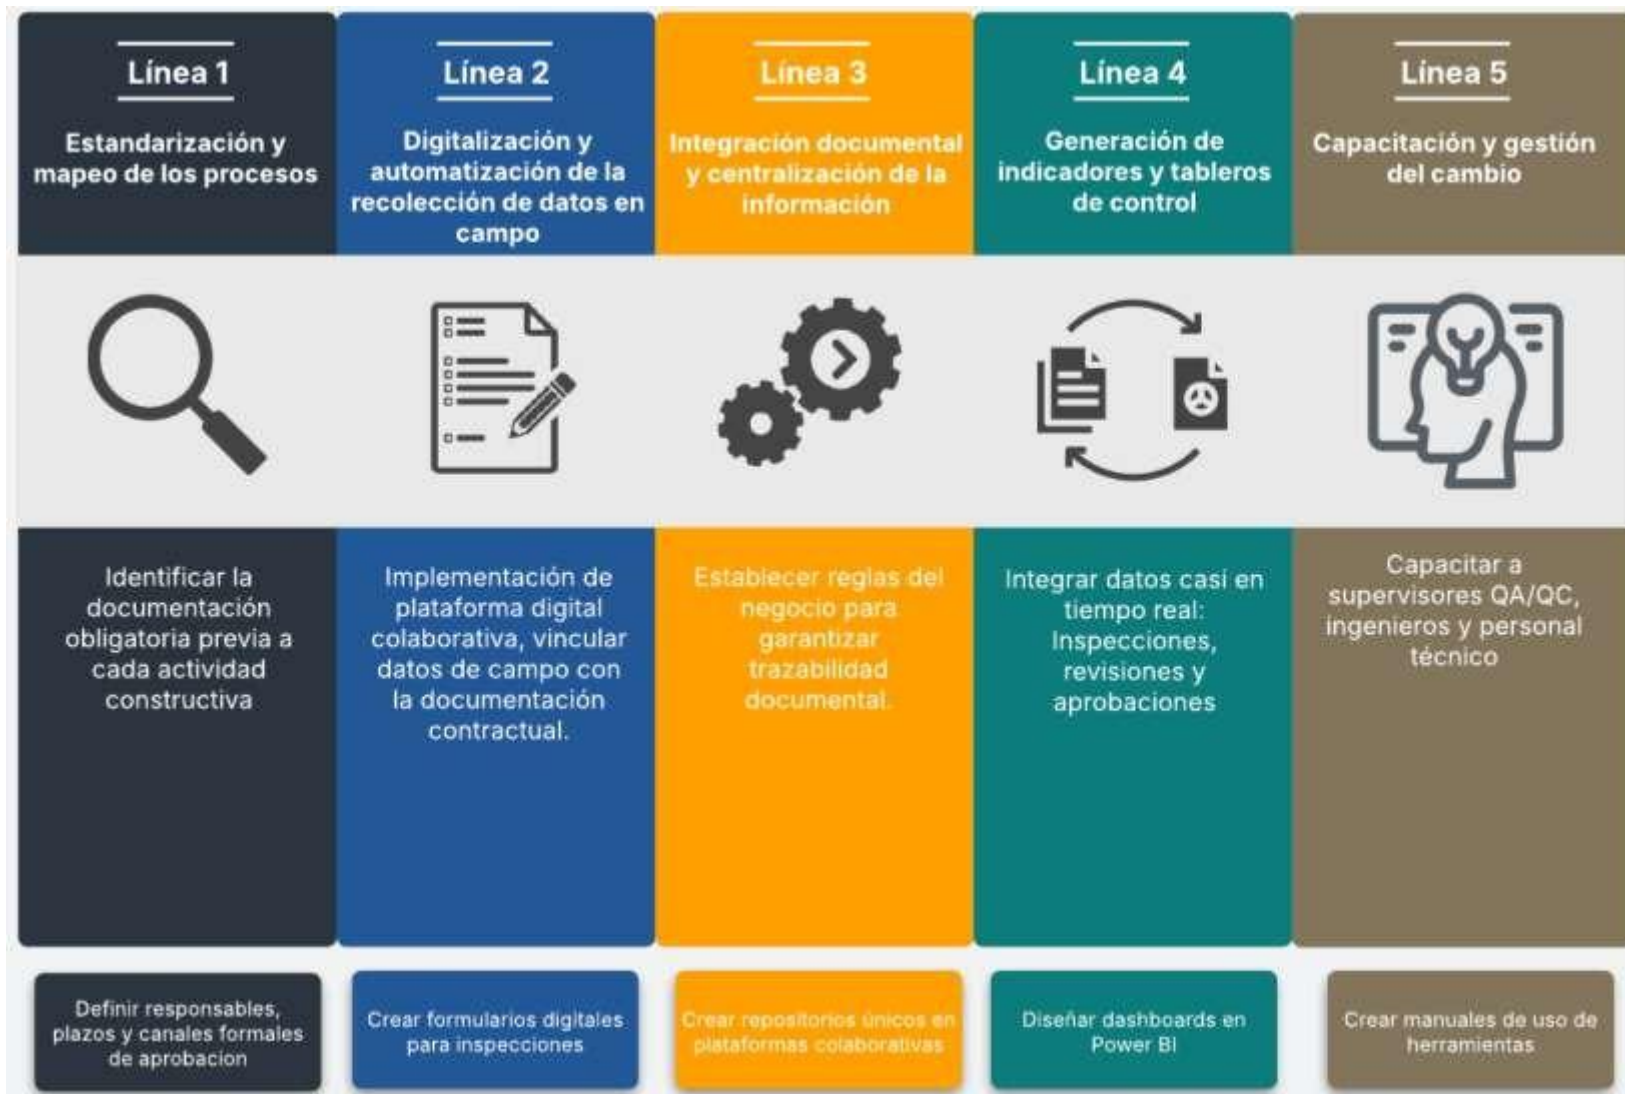 Línea 1
Estandarización y
mapeo de los procesos
Línea 2
Digitalización y
automatización de la
recolección de datos en
campo
Línea 3
Integración documental
y centralización de la
información
Línea 4
Generación de
indicadores y tableros
de control
Línea 5
Capacitación y gestión
del cambio
Identificar la
documentación
obligatoria previa a
cada actividad
constructiva
Implementación de
plataforma digital
colaborativa, vincular
datos de campo con
la documentación
contractual.
Establecer reglas del
negocio para
garantizar
trazabilidad
documental.
Integrar datos casi en
tiempo real:
Inspecciones,
revisiones y
aprobaciones
Capacitar a
supervisores QA/QC,
ingenieros y personal
técnico
Definir responsables,
plazos y canales formales
de aprobacion
Crear formularios digitales
para inspecciones
Crear repositorios únicos en
plataformas colaborativas
Diseñar dashboards en
Power BI
Crear manuales de uso de
herramientas